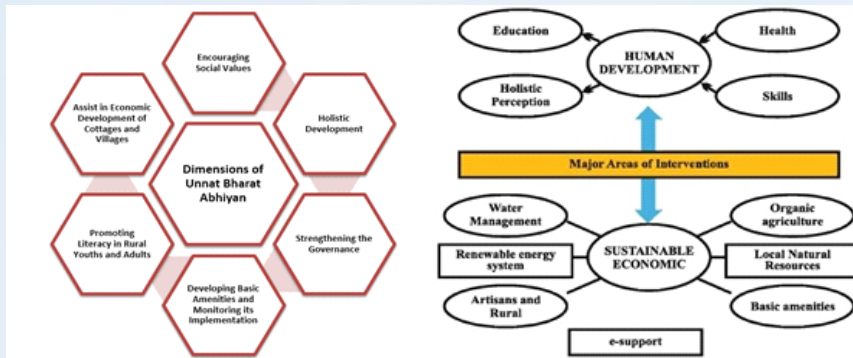 Encouraging
Social Values
Assist in Economic
Development of
Cottages and
Villages
Holistic
Development
Dimensions of
Unnat Bharat
Abhiyan
Promoting
Literacy in Rural
Youths and Adults
Strengthening the
Governance
Developing Basic
Amenities and
Monitoring its
Implementation
Education
Health
HUMAN
DEVELOPMENT
Holistic
Perception
Skills
Major Areas of Interventions
Water
Management
Organic
agriculture
Renewable energy
system
SUSTAINABLE
ECONOMIC
Local Natural
Resources
Artisans and
Rural
Basic amenities
e-support